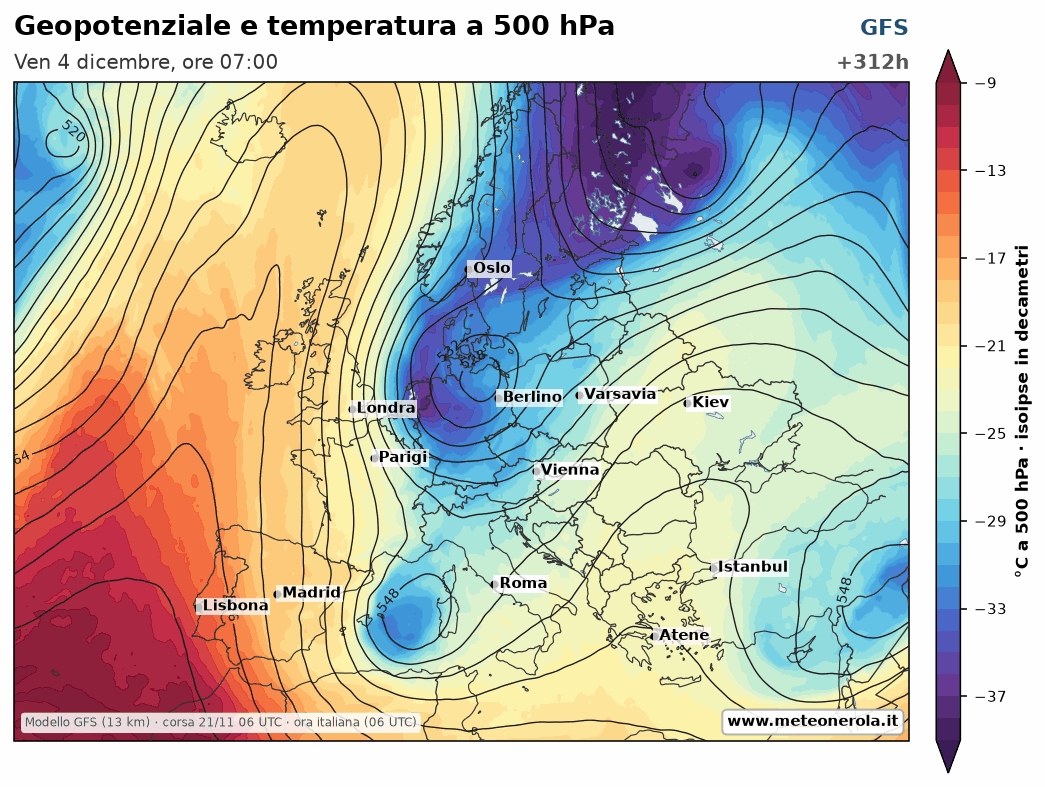 Geopotenziale e temperatura a 500 hPa
GFS
Ven 4 dicembre, ore 07:00
+312h
520
Oslo
Londra
Berlino
Varsavia
Kiev
Parigi
Vienna
64
Roma
Istanbul
Madrid
Lisbona
548
548
Atene
Modello GFS (13 km) · corsa 21/11 06 UTC · ora italiana (06 UTC)
www.meteonerola.it
−9
−13
−17
−21
−25
−29
−33
−37
°C a 500 hPa · isoipse in decametri